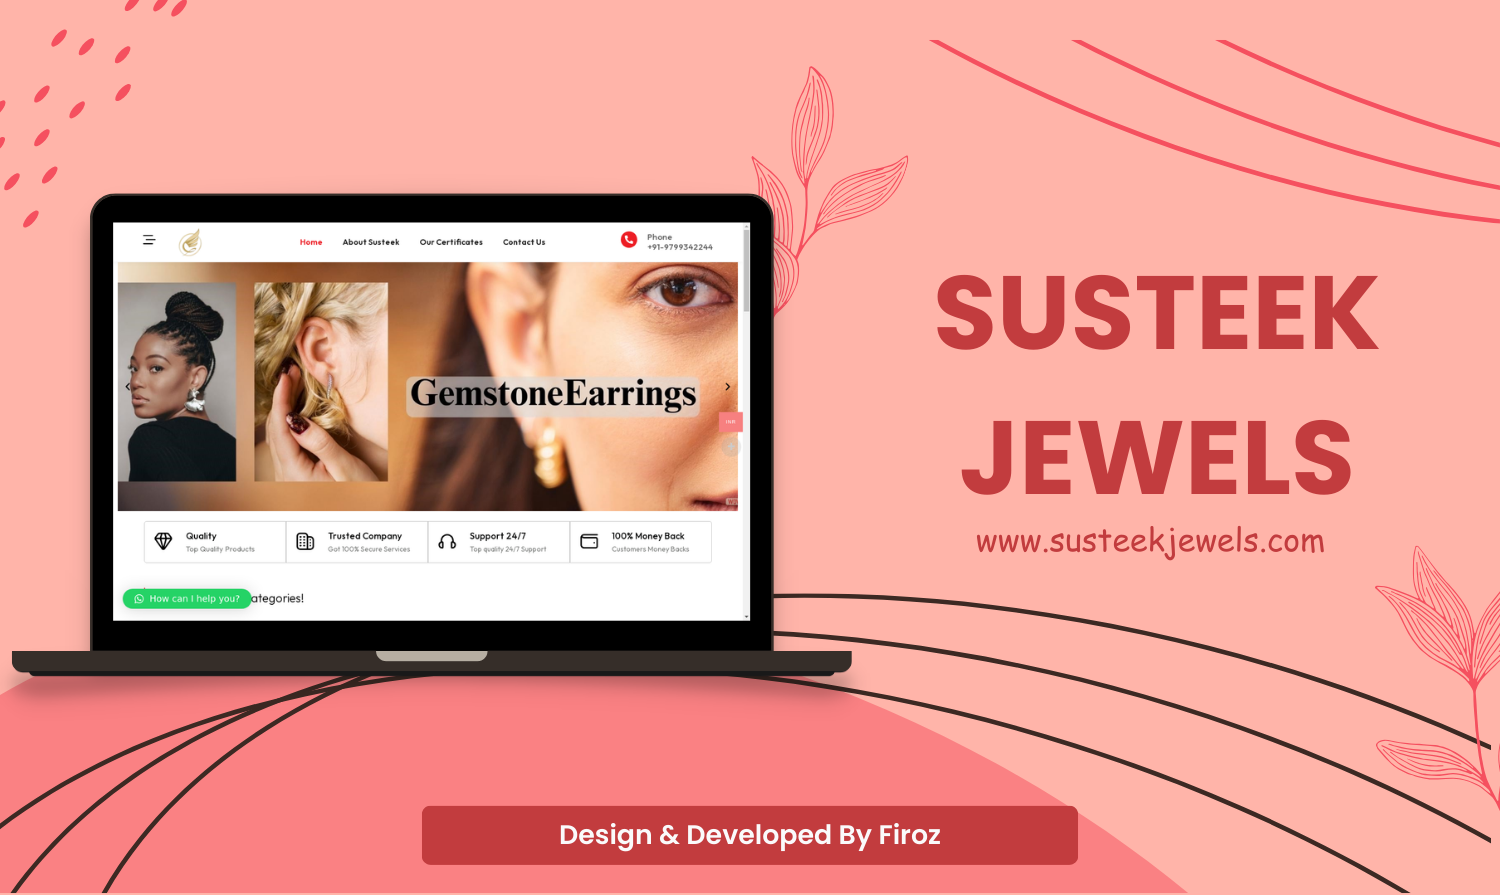 Home
About Susteek
Our Certificates
Contact Us
Phone
+91-9799342244
GemstoneEarrings
INR
Quality
Top Quality Products
Trusted Company
Got 100% Secure Services
Support 24/7
Top quality 24/7 Support
100% Money Back
Customers Money Backs
How can I help you?
ategories!
SUSTEEK
JEWELS
www.susteekjewels.com
Design & Developed By Firoz